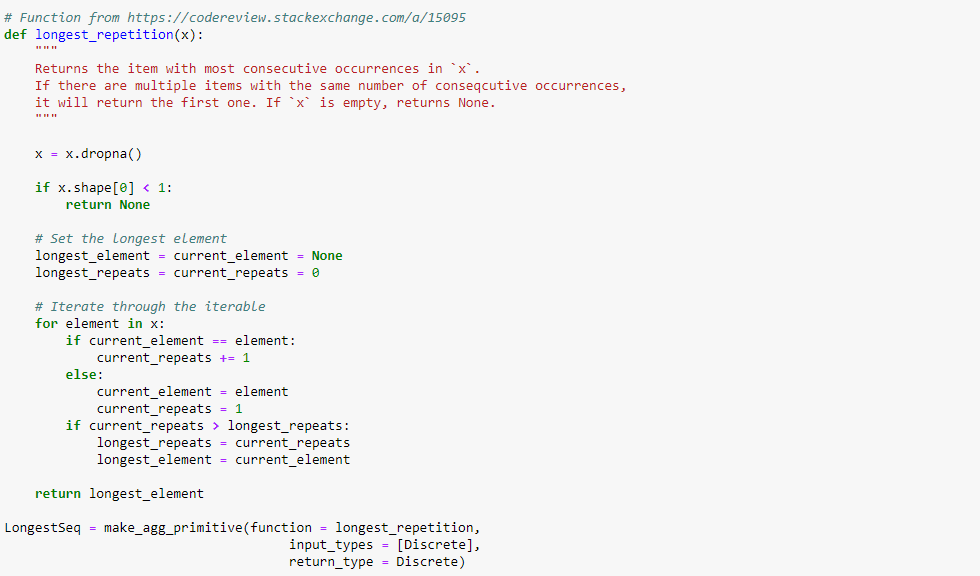 # Function from https://codereview.stackexchange.com/a/15095
def longest_repetition(x):
    """
    Returns the item with most consecutive occurrences in `x`.
    If there are multiple items with the same number of conseqcutive occurrences,
    it will return the first one. If `x` is empty, returns None.
    """
    x = x.dropna()
    if x.shape[0] < 1:
        return None
    # Set the longest element
    longest_element = current_element = None
    longest_repeats = current_repeats = 0
    # Iterate through the iterable
    for element in x:
        if current_element == element:
            current_repeats += 1
        else:
            current_element = element
            current_repeats = 1
        if current_repeats > longest_repeats:
            longest_repeats = current_repeats
            longest_element = current_element
    return longest_element
LongestSeq = make_agg_primitive(function = longest_repetition,
                                     input_types = [Discrete],
                                     return_type = Discrete)